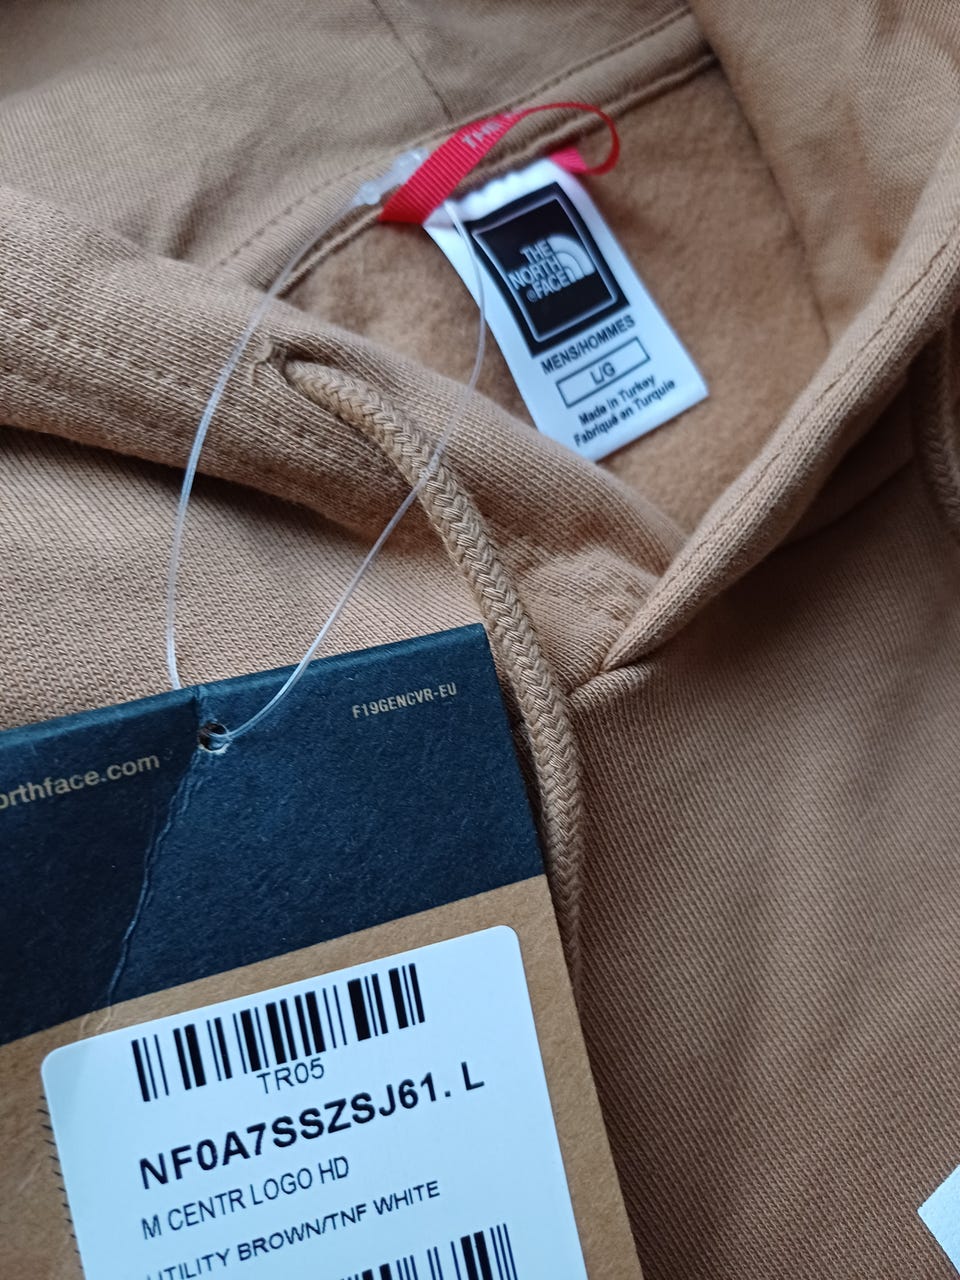 THE
THE
NORTH
FACE
MENS/HOMMES
L/G
Made in Turkey
Fabriqué en Turquie
F19GENCVR-EU
orthface.com
TR05
NF0A7SSZSJ61. L
M CENTR LOGO HD
UTILITY BROWN/TNF WHITE